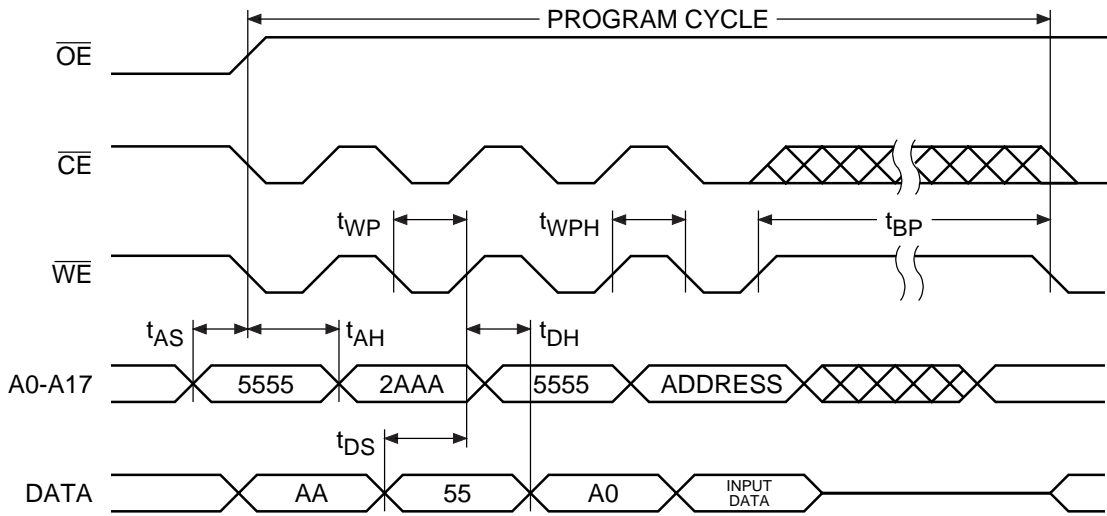 PROGRAM CYCLE
OE
CE
tWP tWPH tBP
WE
tAS tAH tDH
A0-A17 5555 2AAA 5555 ADDRESS
tDS
DATA AA 55 A0 INPUT DATA